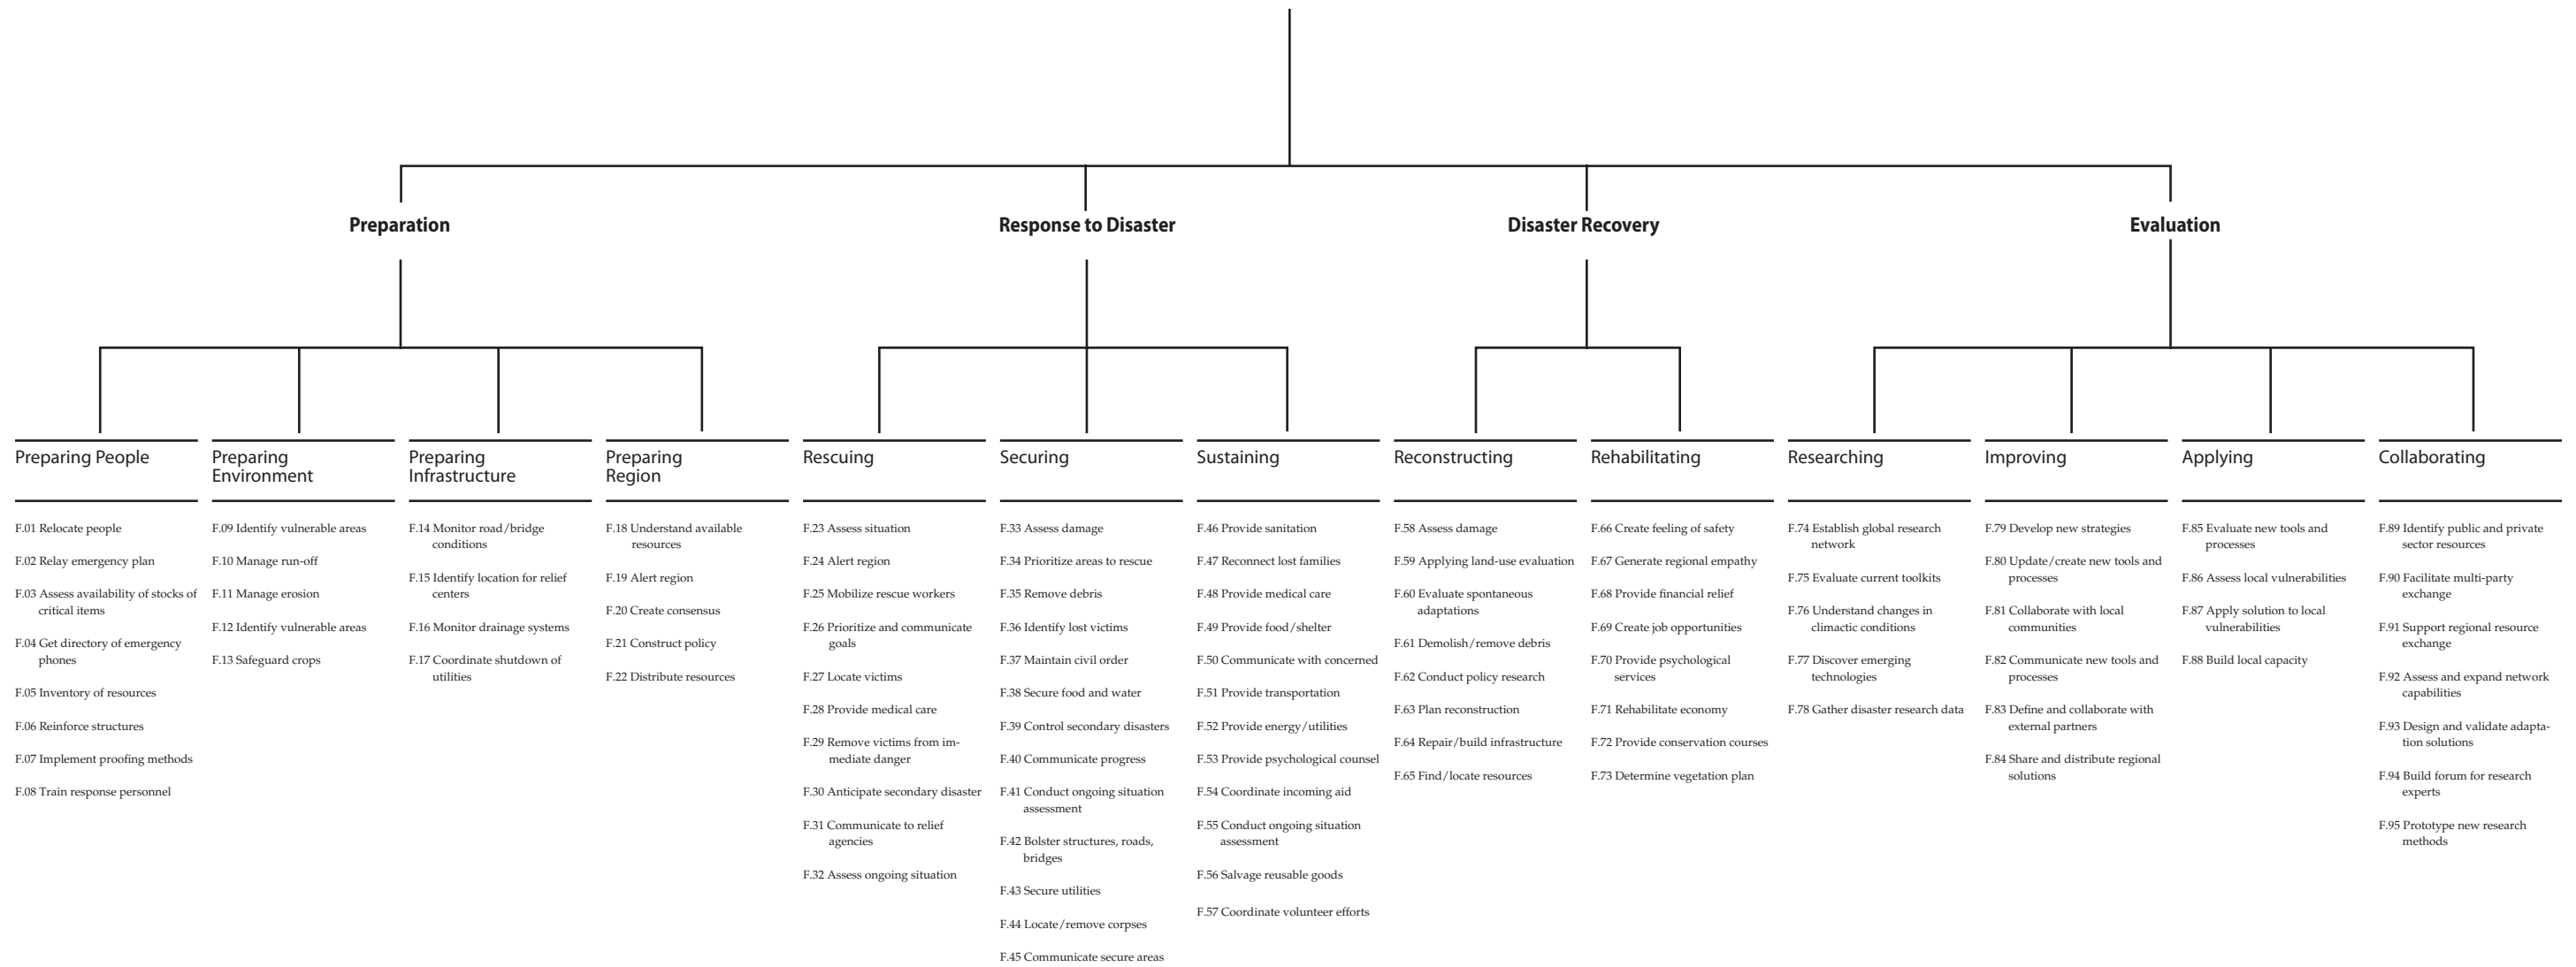 Preparation
Response to Disaster
Disaster Recovery
Evaluation
Preparing People
F.01 Relocate people
F.02 Relay emergency plan
F.03 Assess availability of stocks of
critical items
F.04 Get directory of emergency
phones
F.05 Inventory of resources
F.06 Reinforce structures
F.07 Implement proofing methods
F.08 Train response personnel
Preparing
Environment
F.09 Identify vulnerable areas
F.10 Manage run-off
F.11 Manage erosion
F.12 Identify vulnerable areas
F.13 Safeguard crops
Preparing
Infrastructure
F.14 Monitor road/bridge
conditions
F.15 Identify location for relief
centers
F.16 Monitor drainage systems
F.17 Coordinate shutdown of
utilities
Preparing
Region
F.18 Understand available
resources
F.19 Alert region
F.20 Create consensus
F.21 Construct policy
F.22 Distribute resources
Rescuing
F.23 Assess situation
F.24 Alert region
F.25 Mobilize rescue workers
F.26 Prioritize and communicate
goals
F.27 Locate victims
F.28 Provide medical care
F.29 Remove victims from im-
mediate danger
F.30 Anticipate secondary disaster
F.31 Communicate to relief
agencies
F.32 Assess ongoing situation
Securing
F.33 Assess damage
F.34 Prioritize areas to rescue
F.35 Remove debris
F.36 Identify lost victims
F.37 Maintain civil order
F.38 Secure food and water
F.39 Control secondary disasters
F.40 Communicate progress
F.41 Conduct ongoing situation
assessment
F.42 Bolster structures, roads,
bridges
F.43 Secure utilities
F.44 Locate/remove corpses
F.45 Communicate secure areas
Sustaining
F.46 Provide sanitation
F.47 Reconnect lost families
F.48 Provide medical care
F.49 Provide food/shelter
F.50 Communicate with concerned
F.51 Provide transportation
F.52 Provide energy/utilities
F.53 Provide psychological counsel
F.54 Coordinate incoming aid
F.55 Conduct ongoing situation
assessment
F.56 Salvage reusable goods
F.57 Coordinate volunteer efforts
Reconstructing
F.58 Assess damage
F.59 Applying land-use evaluation
F.60 Evaluate spontaneous
adaptations
F.61 Demolish/remove debris
F.62 Conduct policy research
F.63 Plan reconstruction
F.64 Repair/build infrastructure
F.65 Find/locate resources
Rehabilitating
F.66 Create feeling of safety
F.67 Generate regional empathy
F.68 Provide financial relief
F.69 Create job opportunities
F.70 Provide psychological
services
F.71 Rehabilitate economy
F.72 Provide conservation courses
F.73 Determine vegetation plan
Researching
F.74 Establish global research
network
F.75 Evaluate current toolkits
F.76 Understand changes in
climactic conditions
F.77 Discover emerging
technologies
F.78 Gather disaster research data
Improving
F.79 Develop new strategies
F.80 Update/create new tools and
processes
F.81 Collaborate with local
communities
F.82 Communicate new tools and
processes
F.83 Define and collaborate with
external partners
F.84 Share and distribute regional
solutions
Applying
F.85 Evaluate new tools and
processes
F.86 Assess local vulnerabilities
F.87 Apply solution to local
vulnerabilities
F.88 Build local capacity
Collaborating
F.89 Identify public and private
sector resources
F.90 Facilitate multi-party
exchange
F.91 Support regional resource
exchange
F.92 Assess and expand network
capabilities
F.93 Design and validate adapta-
tion solutions
F.94 Build forum for research
experts
F.95 Prototype new research
methods